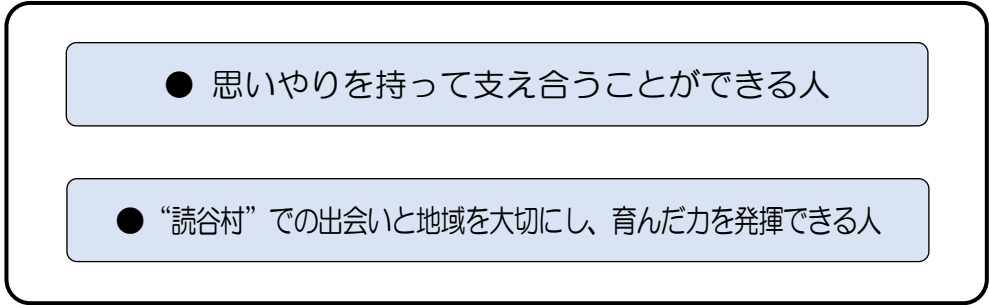 ● 思いやりを持って支え合うことができる人
● “読谷村”での出会いと地域を大切にし、育んだ力を発揮できる人